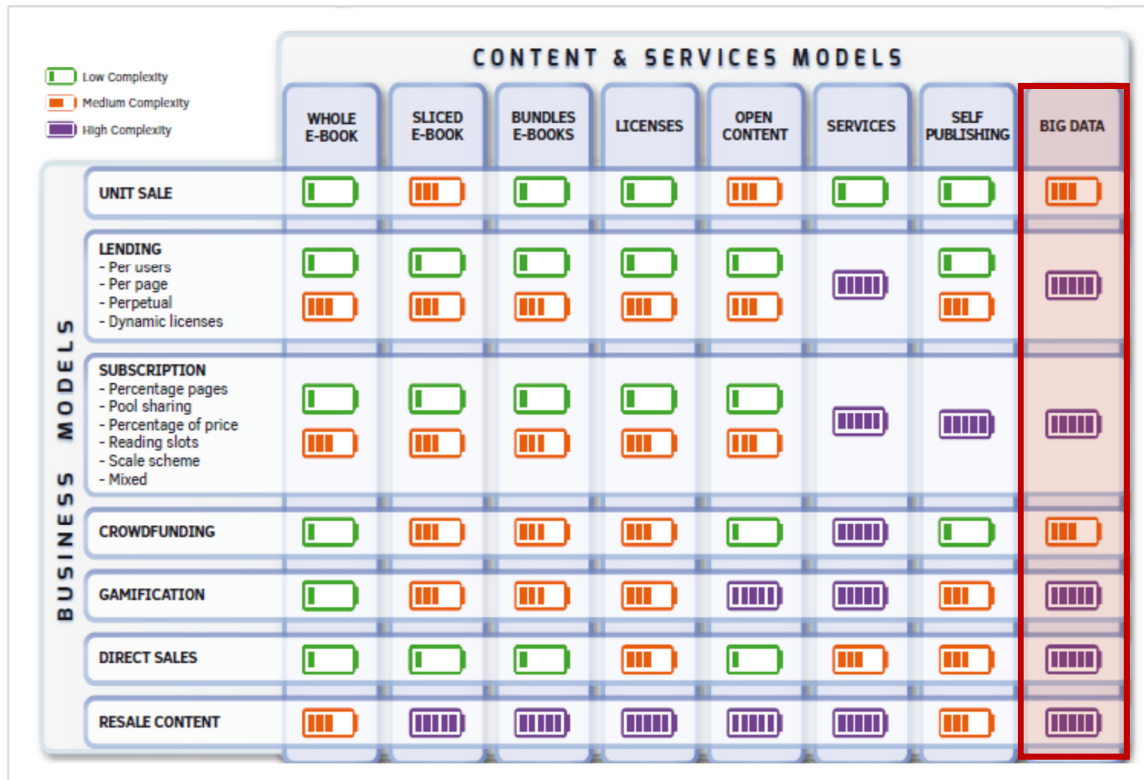 CONTENT & SERVICES MODELS
Low Complexity
Medium Complexity
High Complexity
WHOLE
E-BOOK
SLICED
E-BOOK
BUNDLES
E-BOOKS
LICENSES
OPEN
CONTENT
SERVICES
SELF
PUBLISHING
BIG DATA
BUSINESS MODELS
UNIT SALE
LENDING
- Per users
- Per page
- Perpetual
- Dynamic licenses
SUBSCRIPTION
- Percentage pages
- Pool sharing
- Percentage of price
- Reading slots
- Scale scheme
- Mixed
CROWDFUNDING
GAMIFICATION
DIRECT SALES
RESALE CONTENT